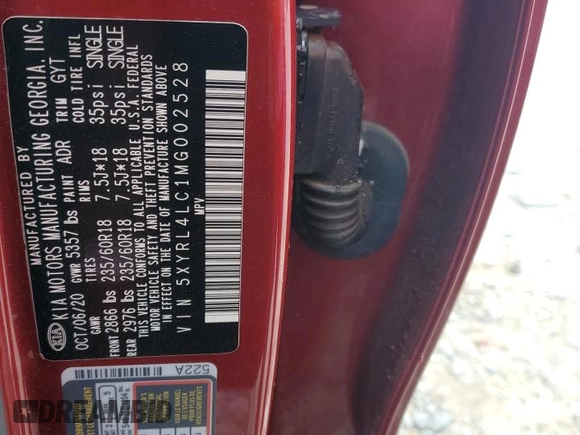 MANUFACTURED BY
KIA MOTORS MANUFACTURING GEORGIA, INC.
OCT/06/20 GVWR 5357 lbs PAINT ADR TRIM GYT
GAWR TIRES RIMS COLD TIRE INFL
FRONT 2866 lbs 235/60R18 7.5J*18 35psi SINGLE
REAR 2976 lbs 235/60R18 7.5J*18 35psi SINGLE
THIS VEHICLE CONFORMS TO ALL APPLICABLE U.S.A. FEDERAL
MOTOR VEHICLE SAFETY AND THEFT PREVENTION STANDARDS
IN EFFECT ON THE DATE OF MANUFACTURE SHOWN ABOVE
VIN 5XYRL4LC1MG002528
MPV
KIA
522A
DRTRAMBID